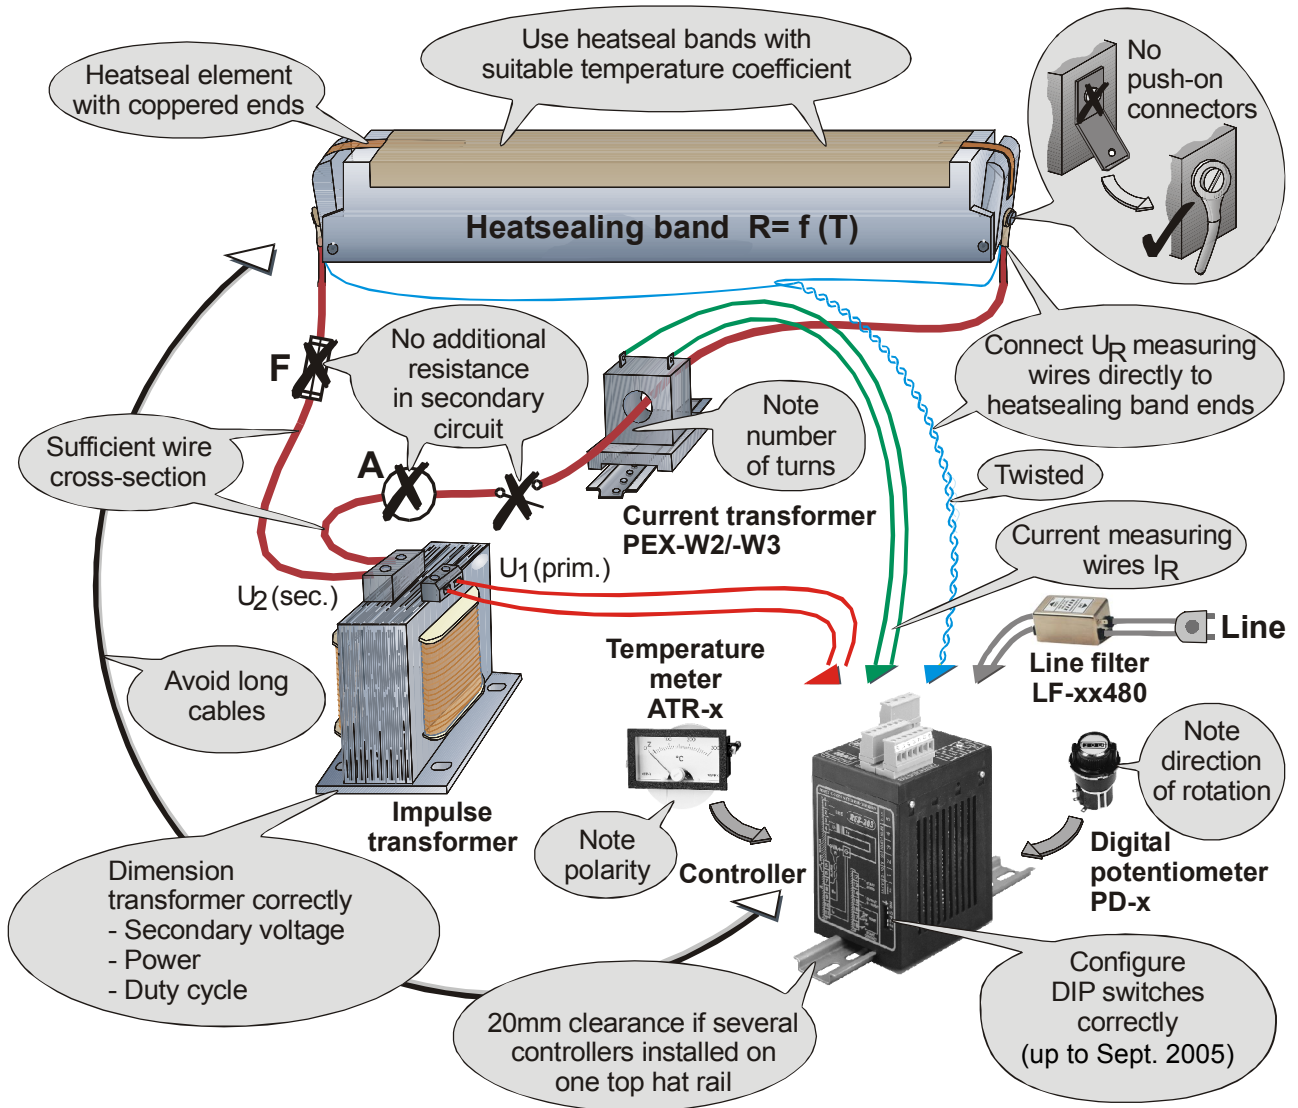 Use heatseal bands with
suitable temperature coefficient
Heatseal element
with coppered ends
No
push-on
connectors
Heatsealing band R= f (T)
F
No additional
resistance
in secondary
circuit
Connect UR measuring
wires directly to
heatsealing band ends
Note
number
of turns
Sufficient wire
cross-section
A
Twisted
Current transformer
PEX-W2/-W3
Current measuring
wires IR
U1 (prim.)
U2 (sec.)
Line
Temperature
meter
ATR-x
Line filter
LF-xx480
Avoid long
cables
Note
direction
of rotation
°C
Impulse
transformer
Note
polarity
Controller
Digital
potentiometer
PD-x
Dimension
transformer correctly
- Secondary voltage
- Power
- Duty cycle
Configure
DIP switches
correctly
(up to Sept. 2005)
20mm clearance if several
controllers installed on
one top hat rail